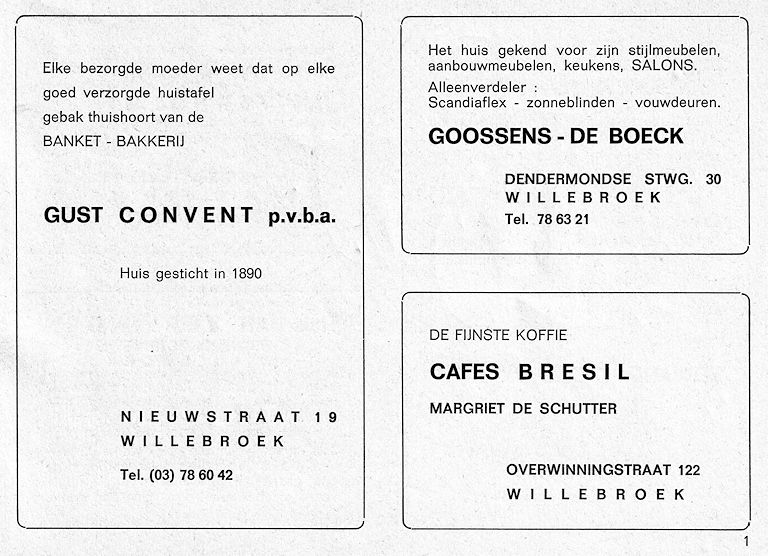 Elke bezorgde moeder weet dat op elke
goed verzorgde huistafel
gebak thuishoort van de
BANKET - BAKKERIJ
GUST CONVENT p.v.b.a.
Huis gesticht in 1890
NIEUWSTRAAT 19
WILLEBROEK
Tel. (03) 78 60 42
Het huis gekend voor zijn stijlmeubelen,
aanbouwmeubelen, keukens, SALONS.
Alleenverdeler :
Scandiaflex - zonneblinden - vouwdeuren.
GOOSSENS - DE BOECK
DENDERMONDSE STWG. 30
WILLEBROEK
Tel. 78 63 21
DE FIJNSTE KOFFIE
CAFES BRESIL
MARGRIET DE SCHUTTER
OVERWINNINGSTRAAT 122
WILLEBROEK
1